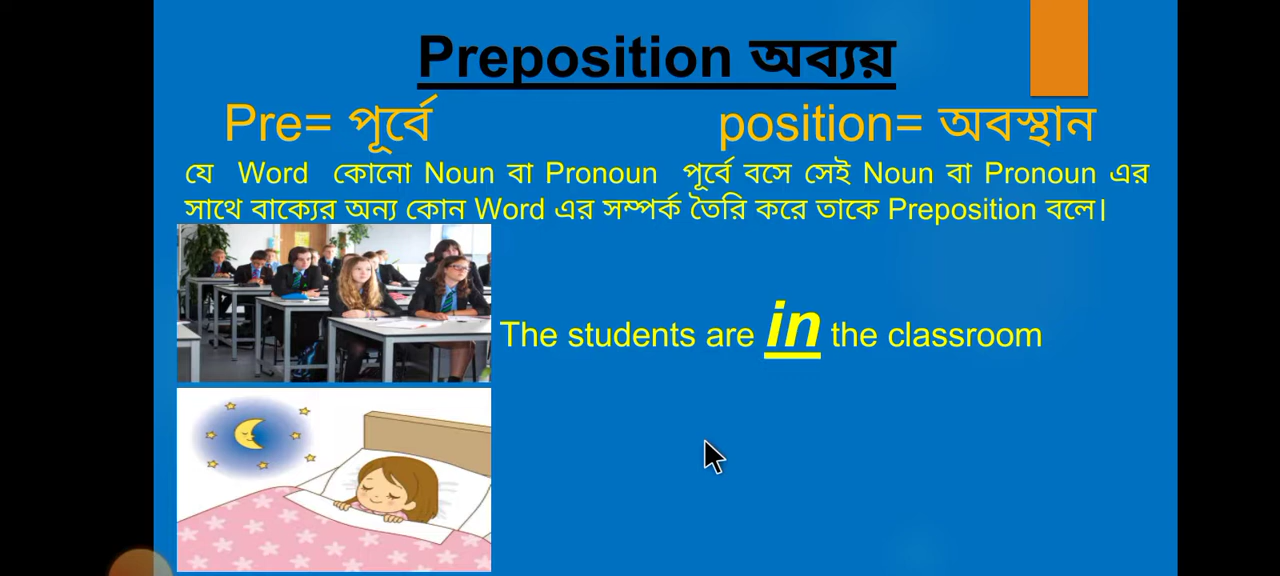 Preposition অব্যয়
Pre= পূর্বে position= অবস্থান
যে Word কোনো Noun বা Pronoun পূর্বে বসে সেই Noun বা Pronoun এর
সাথে বাক্যের অন্য কোন Word এর সম্পর্ক তৈরি করে তাকে Preposition বলে।
The students are in the classroom